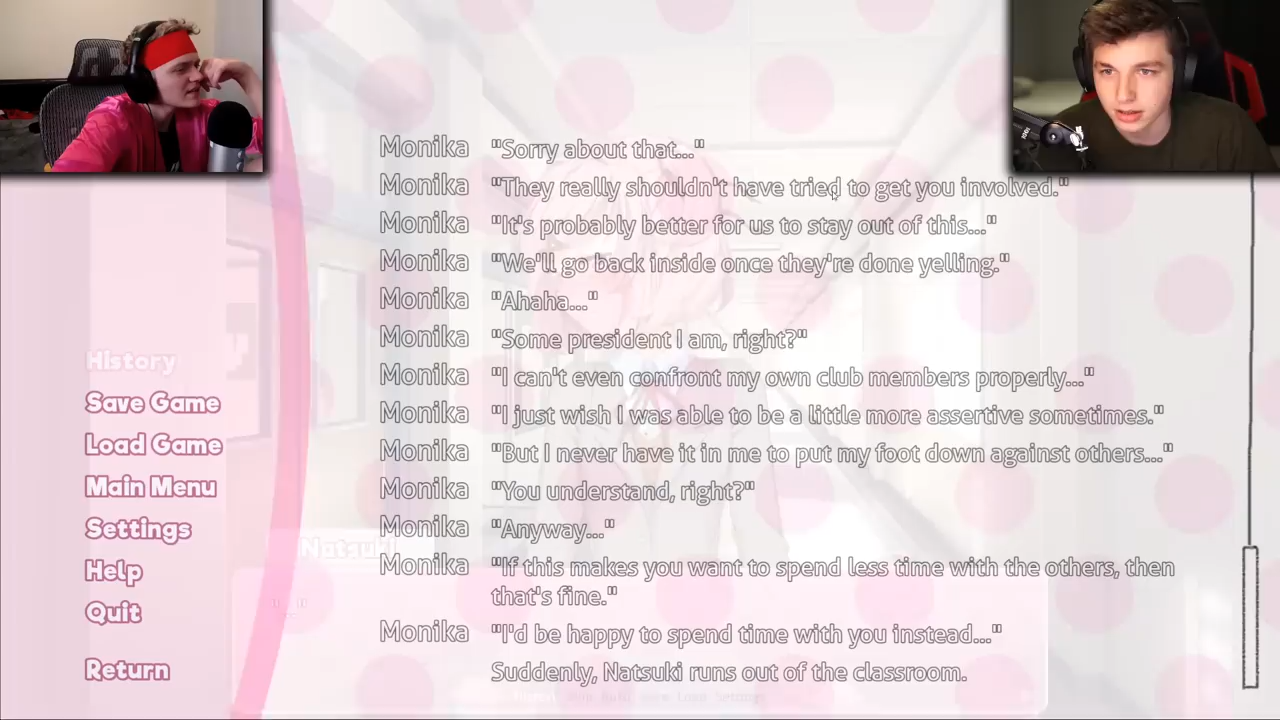 Monika "Sorry about that..."
Monika "They really shouldn't have tried to get you involved."
Monika "It's probably better for us to stay out of this..."
Monika "We'll go back inside once they're done yelling."
Monika "Ahaha..."
Monika "Some president I am, right?"
History
Monika "I can't even confront my own club members properly..."
Save Game
Monika "I just wish I was able to be a little more assertive sometimes."
Load Game
Monika "But I never have it in me to put my foot down against others..."
Main Menu
Monika "You understand, right?"
Settings
Monika "Anyway..."
Natsuki
Help
Monika "If this makes you want to spend less time with the others, then
that's fine."
Quit
Monika "I'd be happy to spend time with you instead..."
Return
Suddenly, Natsuki runs out of the classroom.